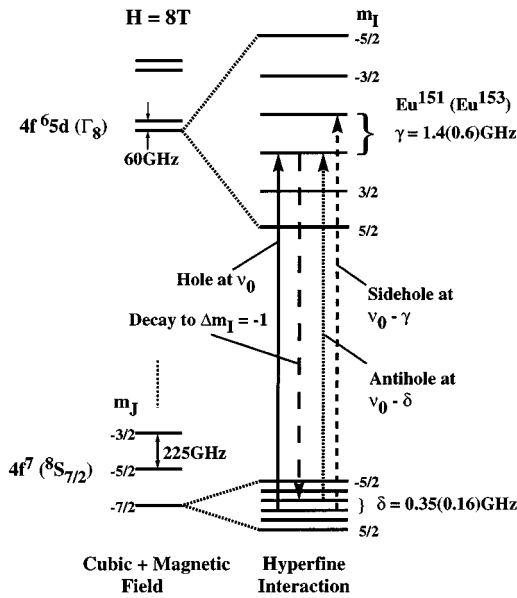 H = 8T
m_I
-5/2
-3/2
Eu^151 (Eu^153)
4f^6 5d (Γ_8)
γ = 1.4(0.6)GHz
60GHz
3/2
5/2
Hole at ν_0
Sidehole at
ν_0 - γ
Decay to Δm_I = -1
Antihole at
ν_0 - δ
m_J
-3/2
225GHz
4f^7 (^8S_7/2)
-5/2
-5/2
-7/2
} δ = 0.35(0.16)GHz
5/2
Cubic + Magnetic
Field
Hyperfine
Interaction